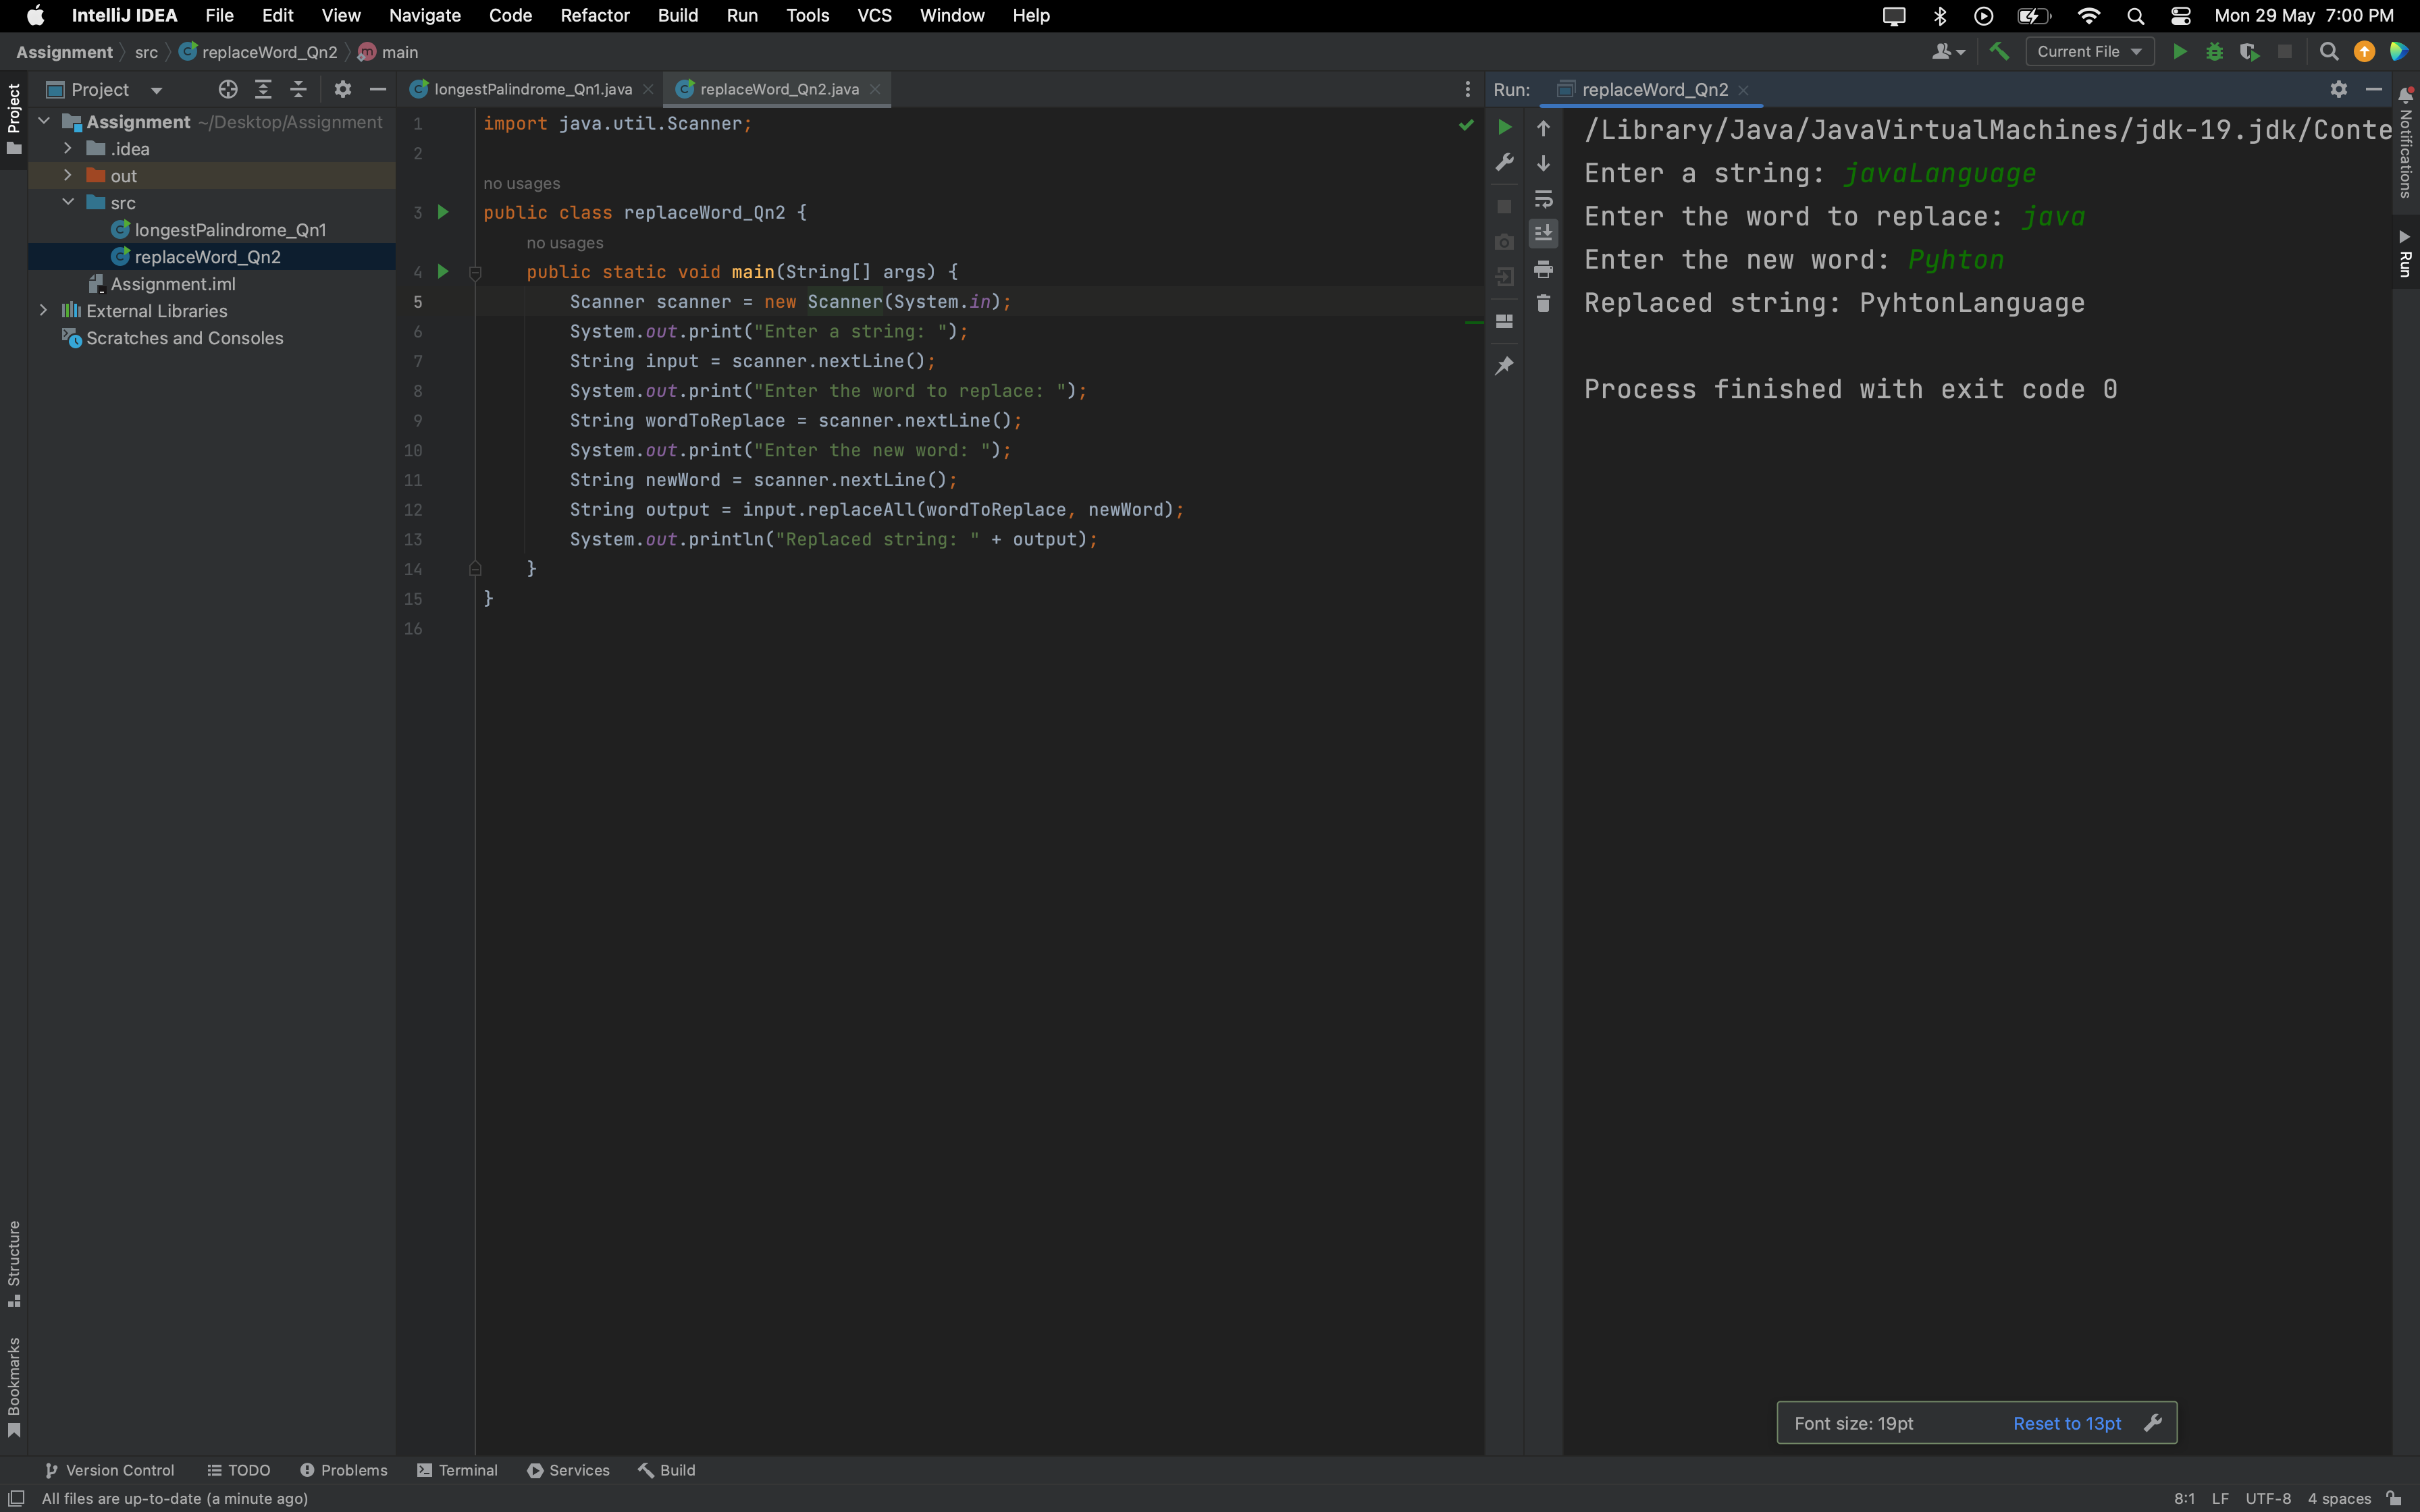 IntelliJ IDEA File Edit View Navigate Code Refactor Build Run Tools VCS Window Help Mon 29 May 7:00 PM
Assignment src replaceWord_Qn2 main Current File
Project
Project
Assignment ~/Desktop/Assignment
.idea
out
src
longestPalindrome_Qn1
replaceWord_Qn2
Assignment.iml
External Libraries
Scratches and Consoles
Structure
Bookmarks
longestPalindrome_Qn1.java replaceWord_Qn2.java
1 import java.util.Scanner;
2
no usages
3 public class replaceWord_Qn2 {
no usages
4 public static void main(String[] args) {
5 Scanner scanner = new Scanner(System.in);
6 System.out.print("Enter a string: ");
7 String input = scanner.nextLine();
8 System.out.print("Enter the word to replace: ");
9 String wordToReplace = scanner.nextLine();
10 System.out.print("Enter the new word: ");
11 String newWord = scanner.nextLine();
12 String output = input.replaceAll(wordToReplace, newWord);
13 System.out.println("Replaced string: " + output);
14 }
15 }
16
Run: replaceWord_Qn2
/Library/Java/JavaVirtualMachines/jdk-19.jdk/Conte
Enter a string: javaLanguage
Enter the word to replace: java
Enter the new word: Pyhton
Replaced string: PyhtonLanguage
Process finished with exit code 0
Notifications
Run
Font size: 19pt Reset to 13pt
Version Control TODO Problems Terminal Services Build
All files are up-to-date (a minute ago) 8:1 LF UTF-8 4 spaces